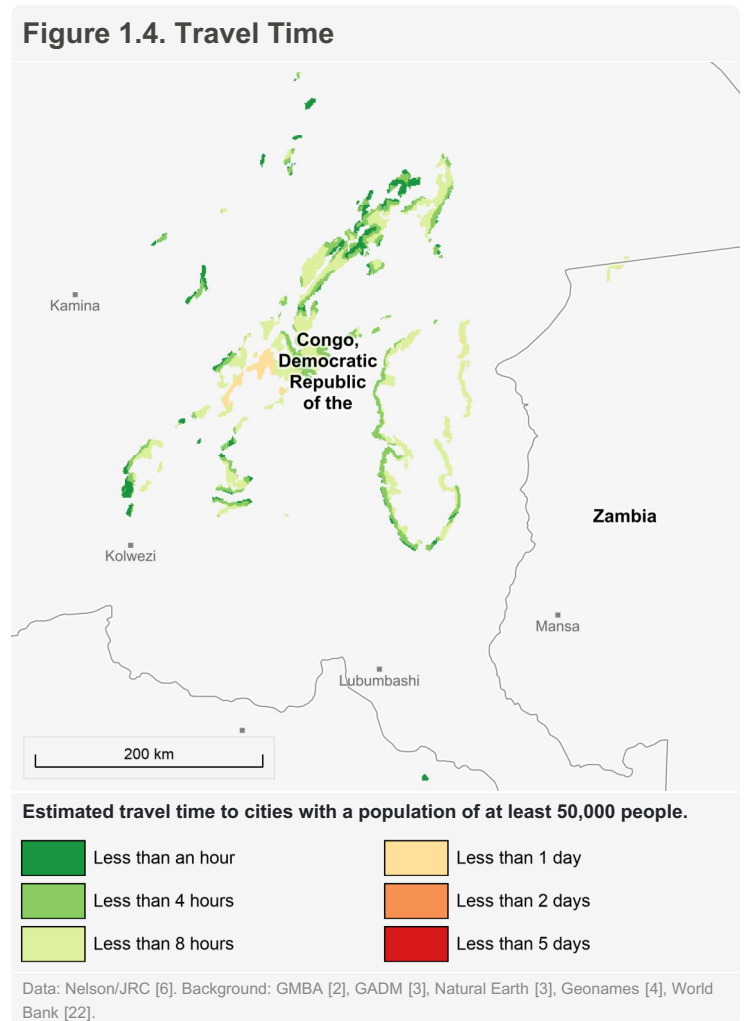 Figure 1.4. Travel Time
Kamina
Congo,
Democratic
Republic
of the
Zambia
Kolwezi
Mansa
Lubumbashi
200 km
Estimated travel time to cities with a population of at least 50,000 people.
Less than an hour
Less than 1 day
Less than 4 hours
Less than 2 days
Less than 8 hours
Less than 5 days
Data: Nelson/JRC [6]. Background: GMBA [2], GADM [3], Natural Earth [3], Geonames [4], World
Bank [22].